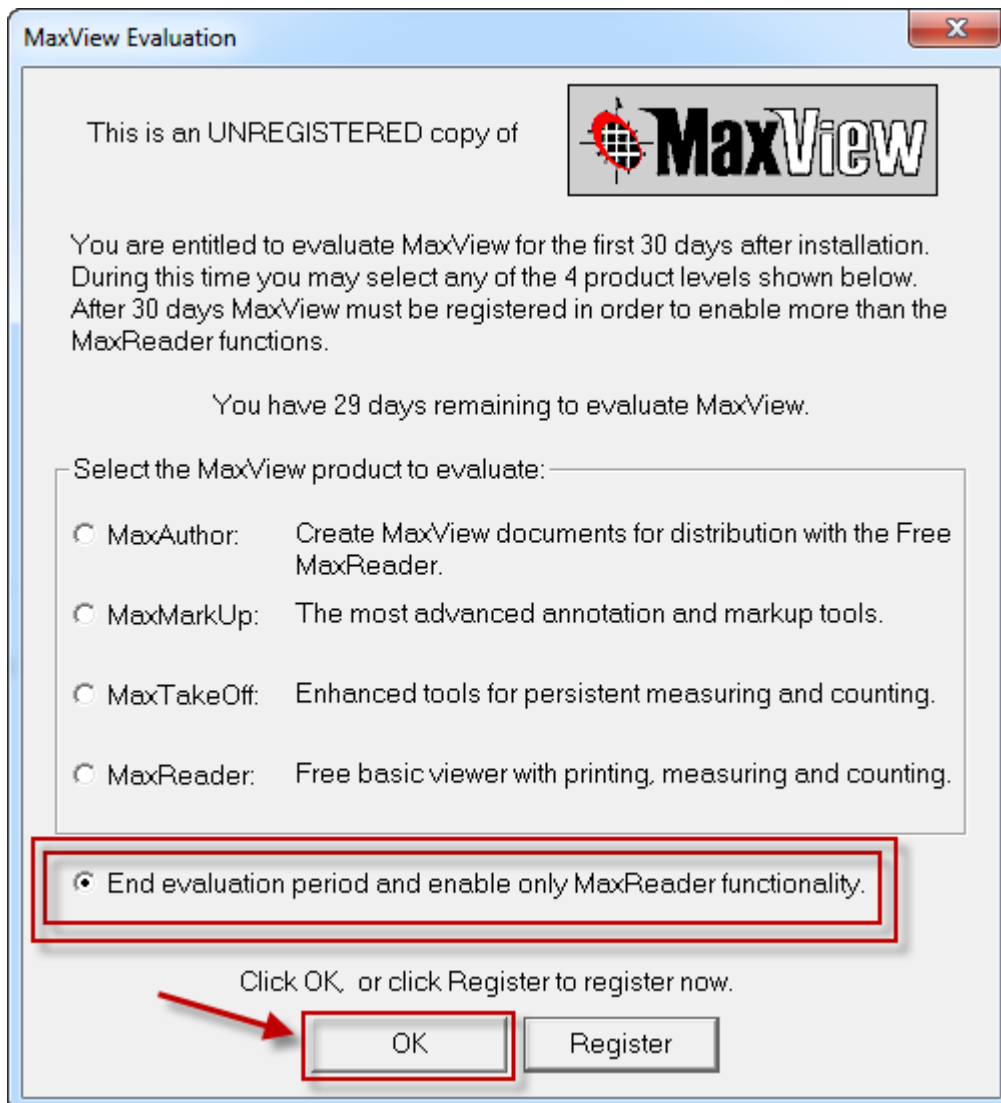 MaxView Evaluation
This is an UNREGISTERED copy of
MaxView
You are entitled to evaluate MaxView for the first 30 days after installation.
During this time you may select any of the 4 product levels shown below.
After 30 days MaxView must be registered in order to enable more than the
MaxReader functions.
You have 29 days remaining to evaluate MaxView.
Select the MaxView product to evaluate:
MaxAuthor: Create MaxView documents for distribution with the Free
MaxReader.
MaxMarkUp: The most advanced annotation and markup tools.
MaxTakeOff: Enhanced tools for persistent measuring and counting.
MaxReader: Free basic viewer with printing, measuring and counting.
End evaluation period and enable only MaxReader functionality.
Click OK, or click Register to register now.
OK Register